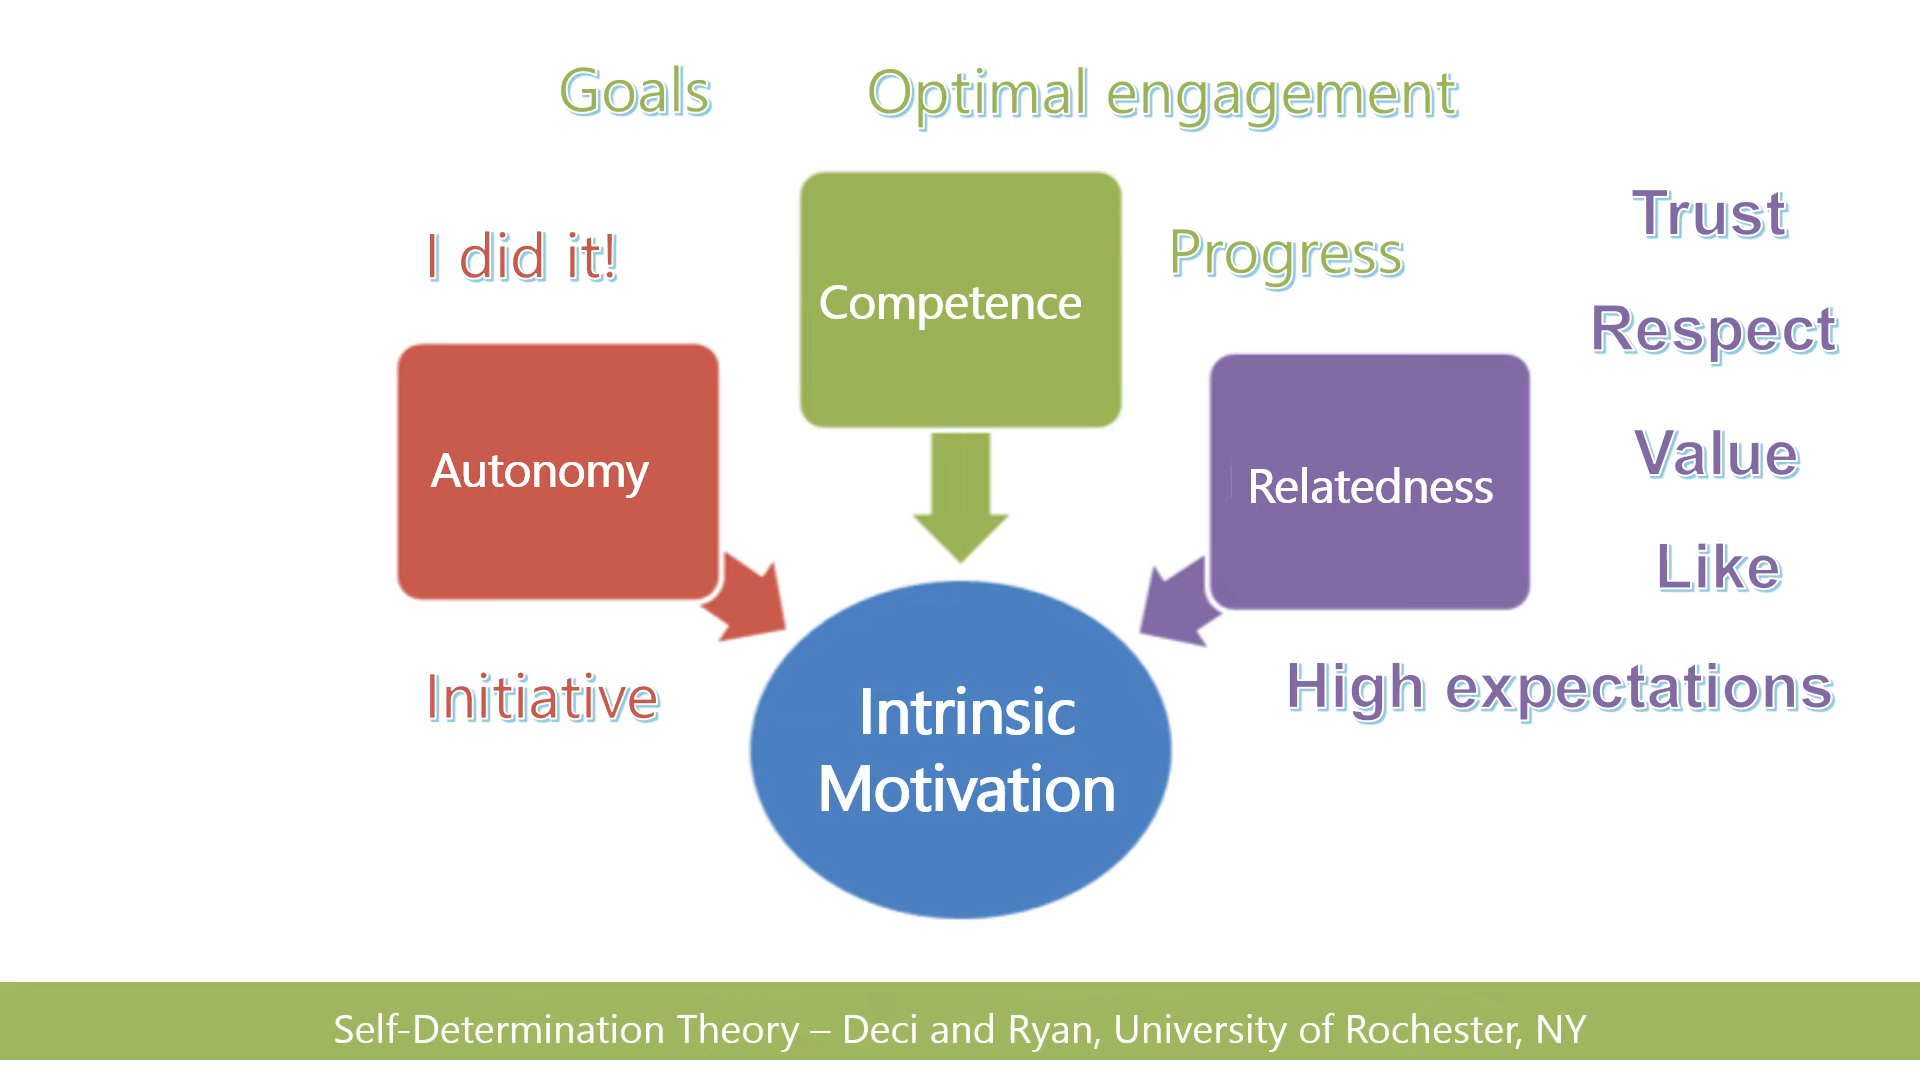 Goals
Optimal engagement
I did it!
Competence
Progress
Trust
Respect
Autonomy
Relatedness
Value
Like
Initiative
High expectations
Intrinsic
Motivation
Self-Determination Theory – Deci and Ryan, University of Rochester, NY